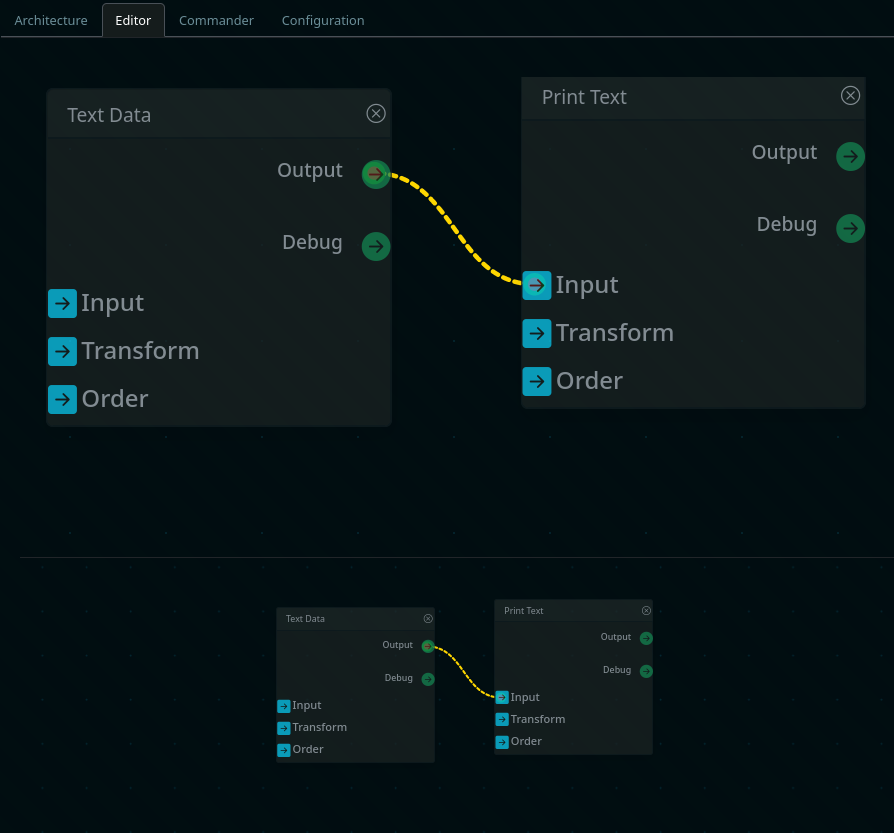 Architecture Editor Commander Configuration
Text Data
Output
Debug
Input
Transform
Order
Print Text
Output
Debug
Input
Transform
Order
Text Data
Output
Debug
Input
Transform
Order
Print Text
Output
Debug
Input
Transform
Order